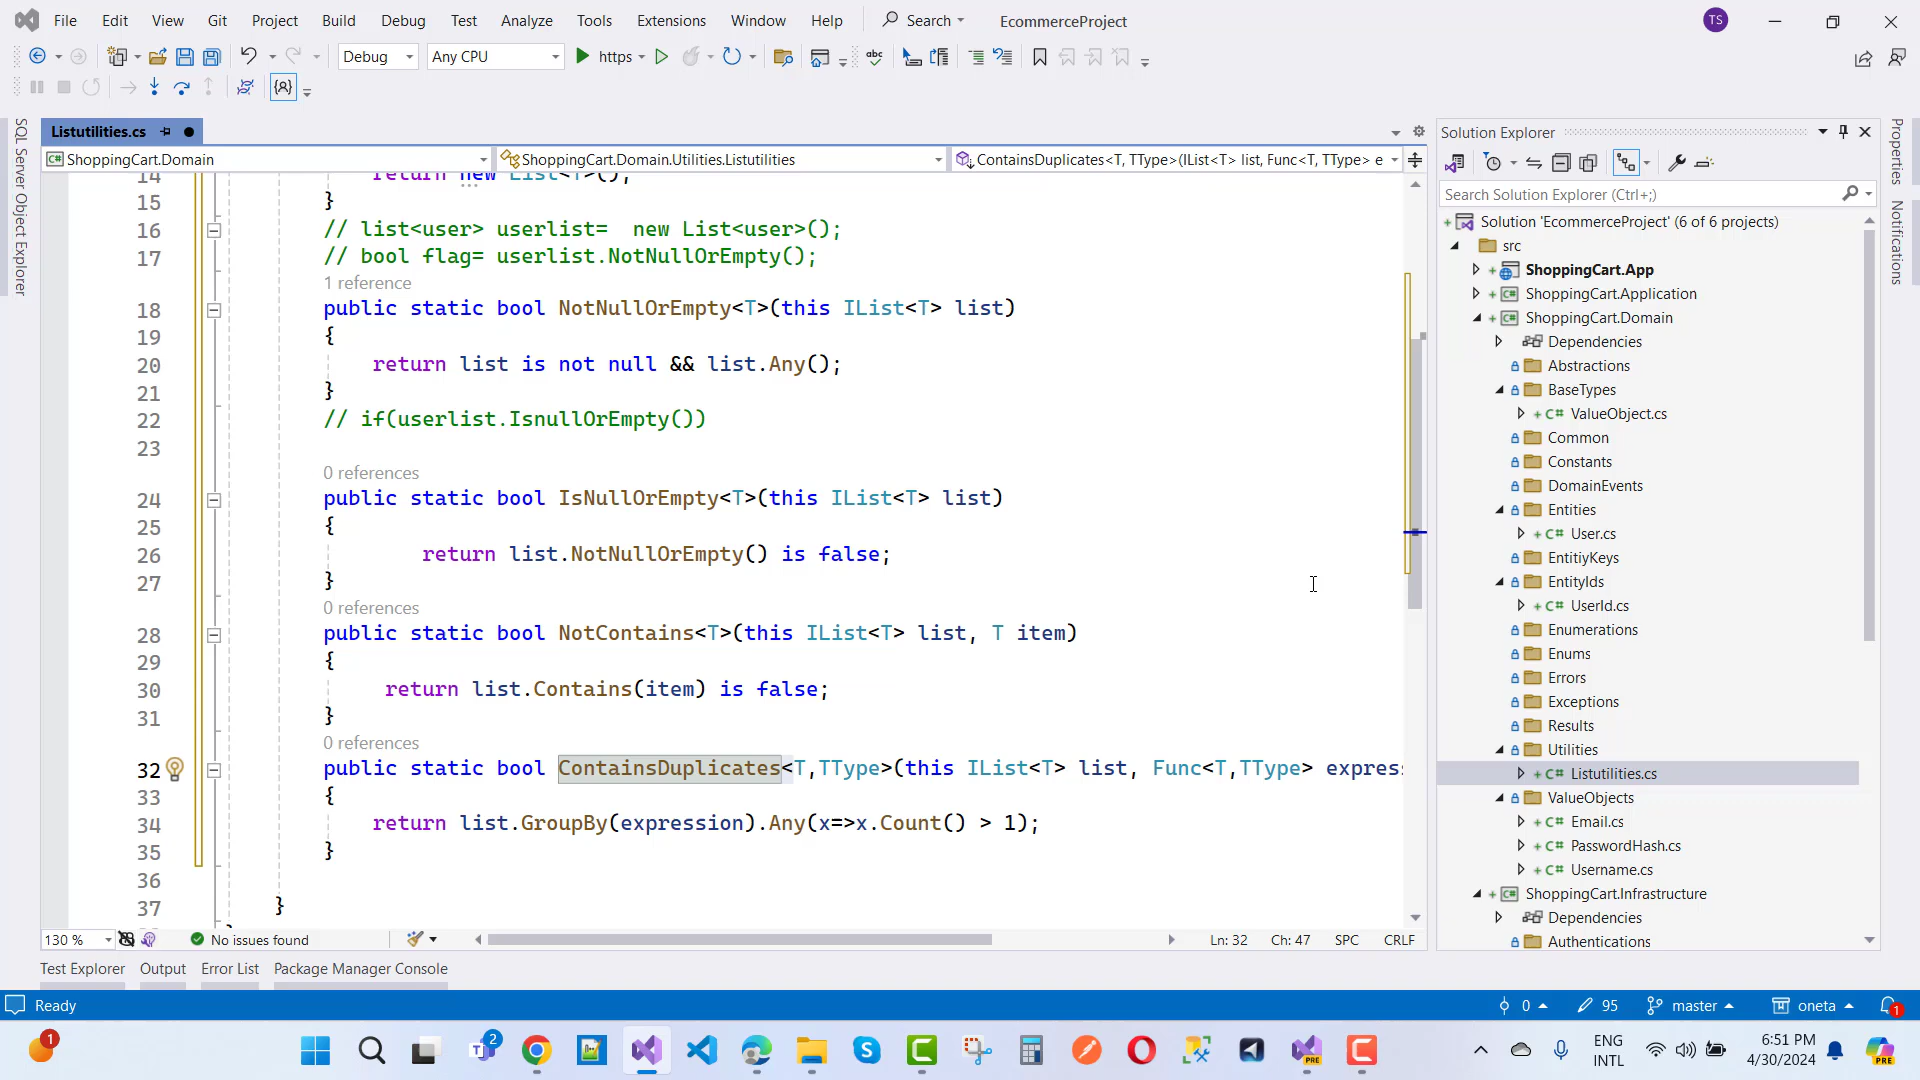 File Edit View Git Project Build Debug Test Analyze Tools Extensions Window Help Search EcommerceProject TS
Debug Any CPU https
SQL Server Object Explorer
Listutilities.cs
ShoppingCart.Domain ShoppingCart.Domain.Utilities.Listutilities ContainsDuplicates<T, TType>(IList<T> list, Func<T, TType> e
14 return new List<T>();
15 }
16 // list<user> userlist=  new List<user>();
17 // bool flag= userlist.NotNullOrEmpty();
1 reference
18 public static bool NotNullOrEmpty<T>(this IList<T> list)
19 {
20 return list is not null && list.Any();
21 }
22 // if(userlist.IsnullOrEmpty())
23
0 references
24 public static bool IsNullOrEmpty<T>(this IList<T> list)
25 {
26 return list.NotNullOrEmpty() is false;
27 }
0 references
28 public static bool NotContains<T>(this IList<T> list, T item)
29 {
30 return list.Contains(item) is false;
31 }
0 references
32 public static bool ContainsDuplicates<T,TType>(this IList<T> list, Func<T,TType> expres
33 {
34 return list.GroupBy(expression).Any(x=>x.Count() > 1);
35 }
36
37 }
130 % No issues found Ln: 32 Ch: 47 SPC CRLF
Solution Explorer
Search Solution Explorer (Ctrl+;)
Solution 'EcommerceProject' (6 of 6 projects)
src
ShoppingCart.App
ShoppingCart.Application
ShoppingCart.Domain
Dependencies
Abstractions
BaseTypes
C# ValueObject.cs
Common
Constants
DomainEvents
Entities
C# User.cs
EntitiyKeys
EntityIds
C# UserId.cs
Enumerations
Enums
Errors
Exceptions
Results
Utilities
C# Listutilities.cs
ValueObjects
C# Email.cs
C# PasswordHash.cs
C# Username.cs
ShoppingCart.Infrastructure
Dependencies
Authentications
Properties
Notifications
Test Explorer Output Error List Package Manager Console
Ready 0 95 master oneta 1
1 2 PRE ENG INTL 6:51 PM 4/30/2024 PRE